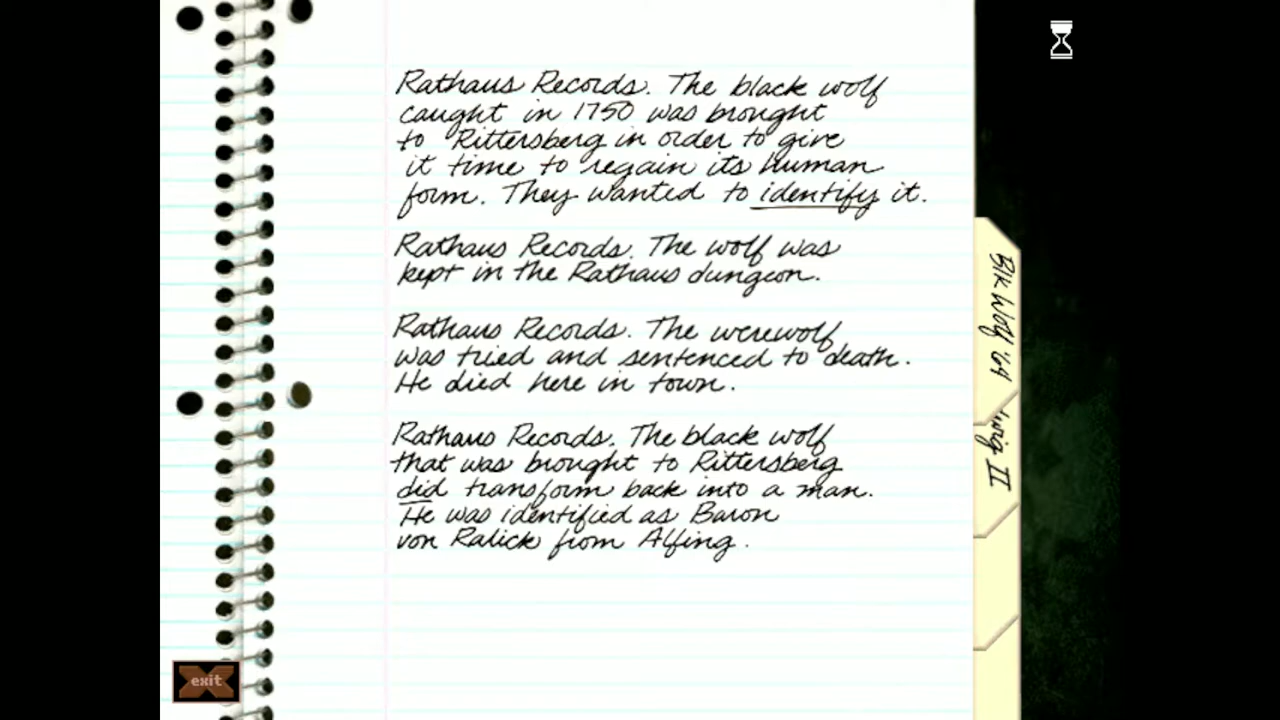 Rathaus Records. The black wolf
caught in 1750 was brought
to Rittersberg in order to give
it time to regain its human
form. They wanted to identify it.
Rathaus Records. The wolf was
kept in the Rathaus dungeon.
Rathaus Records. The werewolf
was tried and sentenced to death.
He died here in town.
Rathaus Records. The black wolf
that was brought to Rittersberg
did transform back into a man.
He was identified as Baron
von Ralick from Alfing.
Blk Wolf '64
wig II
exit